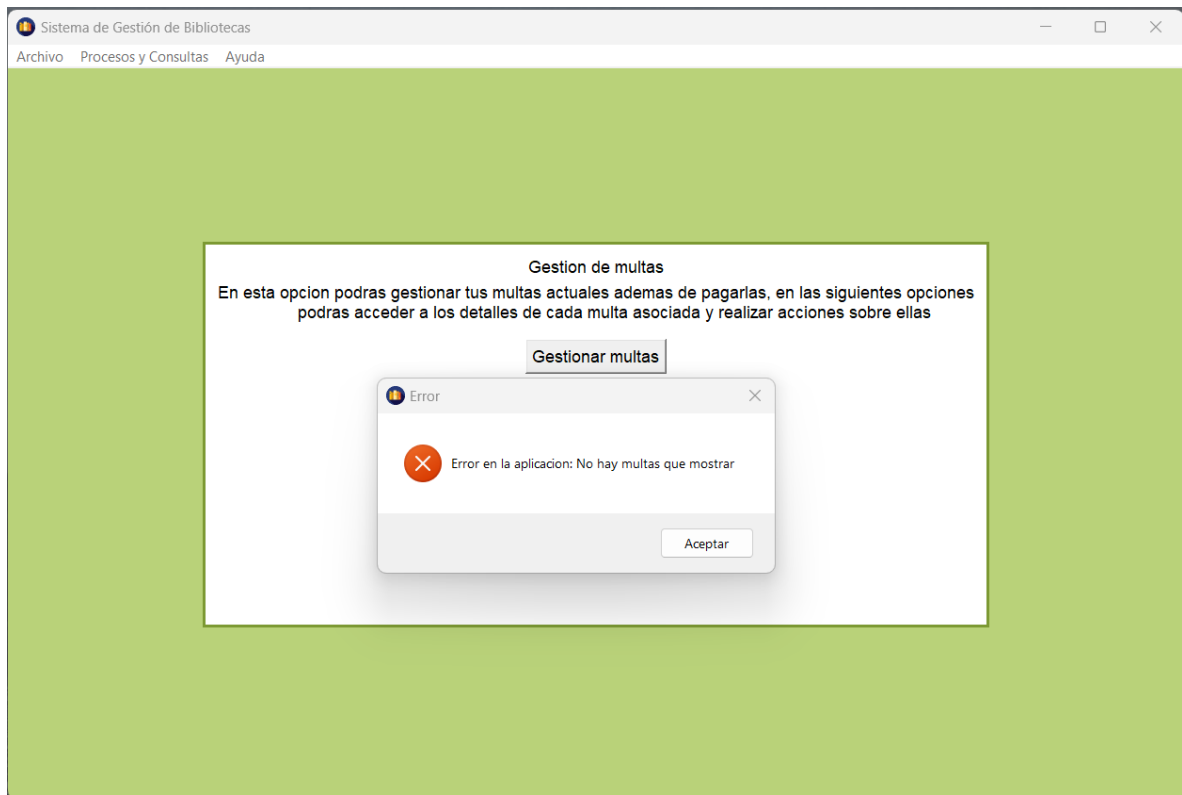 Sistema de Gestión de Bibliotecas
Archivo Procesos y Consultas Ayuda
Gestion de multas
En esta opcion podras gestionar tus multas actuales ademas de pagarlas, en las siguientes opciones
podras acceder a los detalles de cada multa asociada y realizar acciones sobre ellas
Gestionar multas
Error
Error en la aplicacion: No hay multas que mostrar
Aceptar